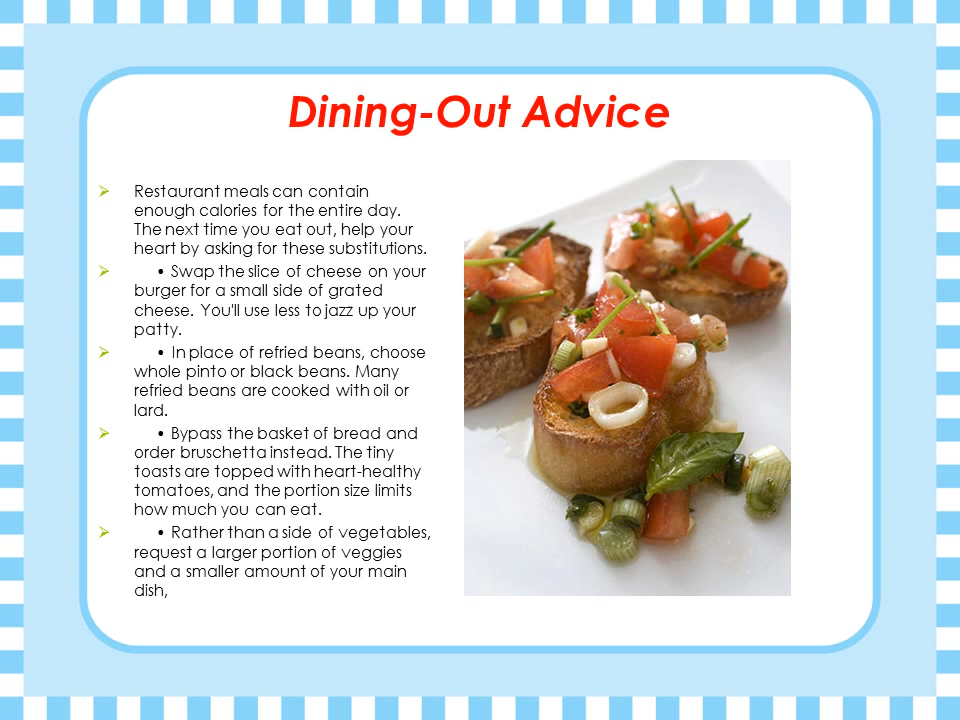 Dining-Out Advice
Restaurant meals can contain
enough calories for the entire day.
The next time you eat out, help your
heart by asking for these substitutions.
• Swap the slice of cheese on your
burger for a small side of grated
cheese. You'll use less to jazz up your
patty.
• In place of refried beans, choose
whole pinto or black beans. Many
refried beans are cooked with oil or
lard.
• Bypass the basket of bread and
order bruschetta instead. The tiny
toasts are topped with heart-healthy
tomatoes, and the portion size limits
how much you can eat.
• Rather than a side of vegetables,
request a larger portion of veggies
and a smaller amount of your main
dish,